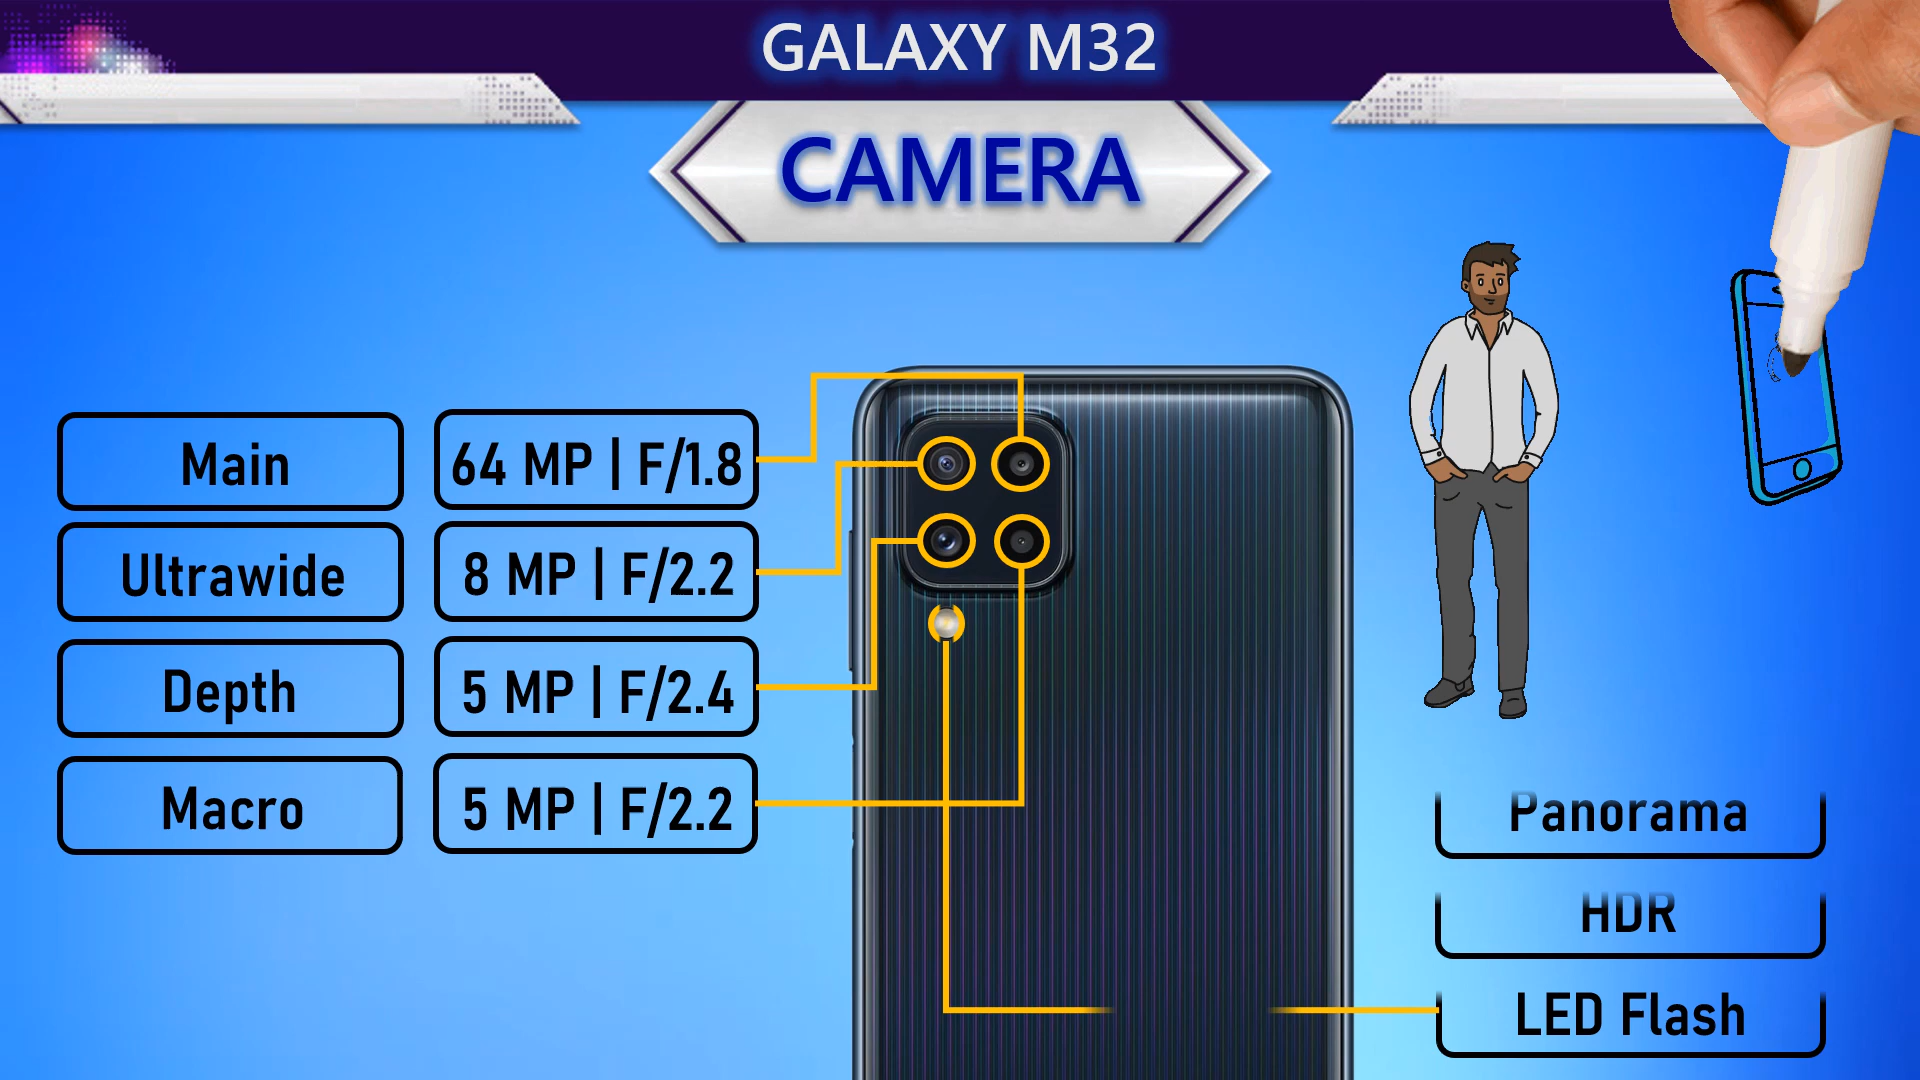 GALAXY M32
CAMERA
Main
64 MP | F/1.8
Ultrawide
8 MP | F/2.2
Depth
5 MP | F/2.4
Macro
5 MP | F/2.2
Panorama
HDR
LED Flash